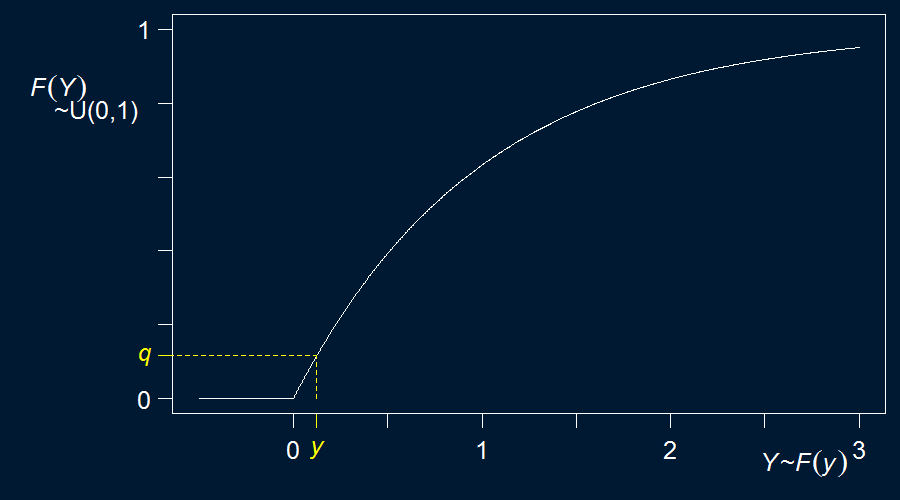 1
F(Y)
~U(0,1)
q
0
0 y 1 2 3
Y~F(y)